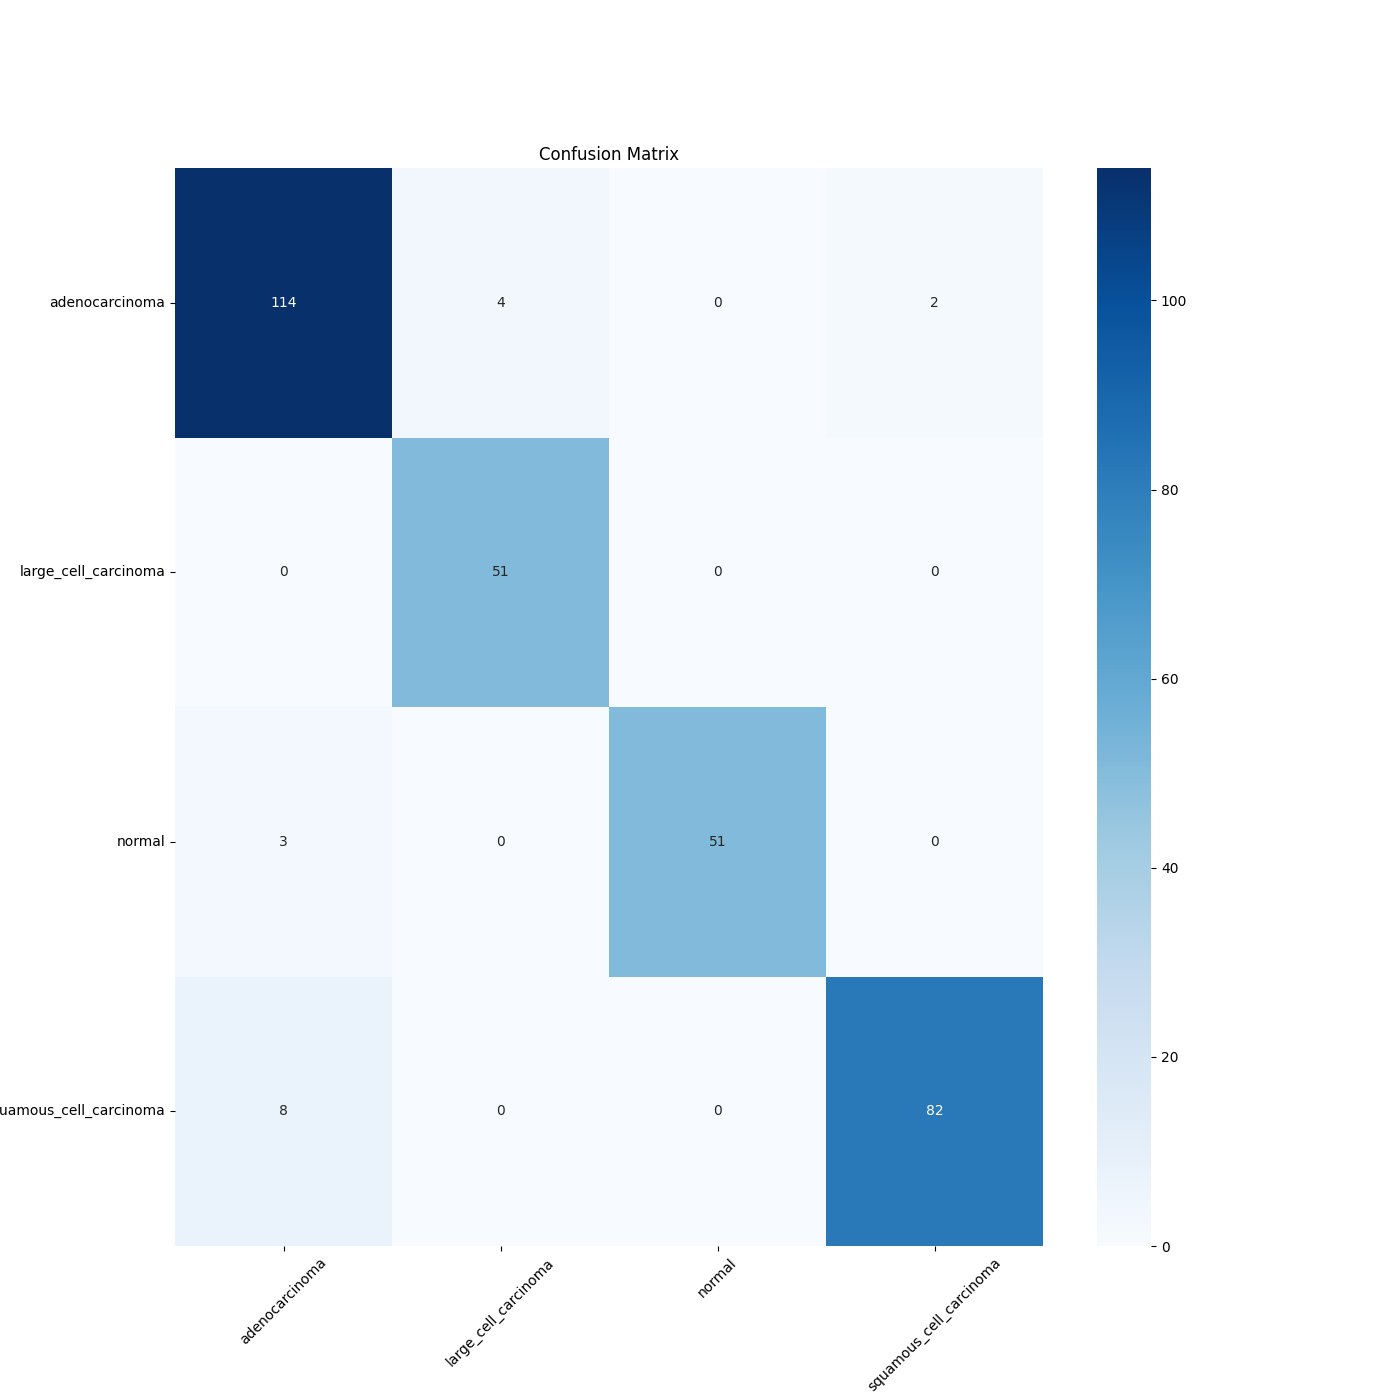 Confusion Matrix
adenocarcinoma 114 4 0 2
large_cell_carcinoma 0 51 0 0
normal 3 0 51 0
uamous_cell_carcinoma 8 0 0 82
adenocarcinoma
large_cell_carcinoma
normal
squamous_cell_carcinoma
100
80
60
40
20
0